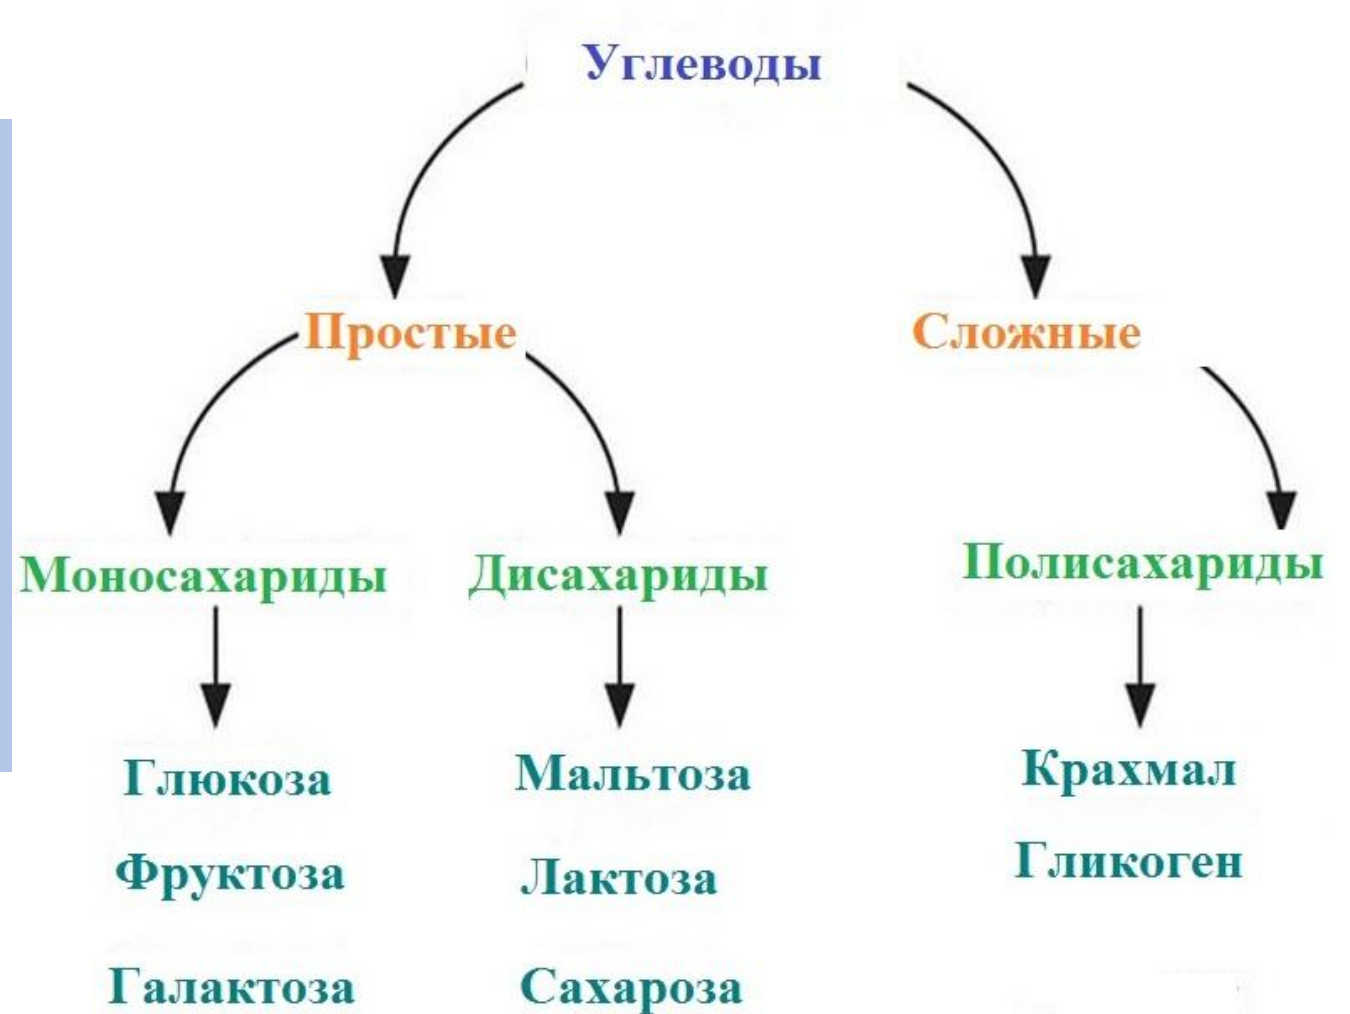 Углеводы
Простые
Сложные
Моносахариды
Дисахариды
Полисахариды
Глюкоза
Мальтоза
Крахмал
Фруктоза
Лактоза
Гликоген
Галактоза
Сахароза